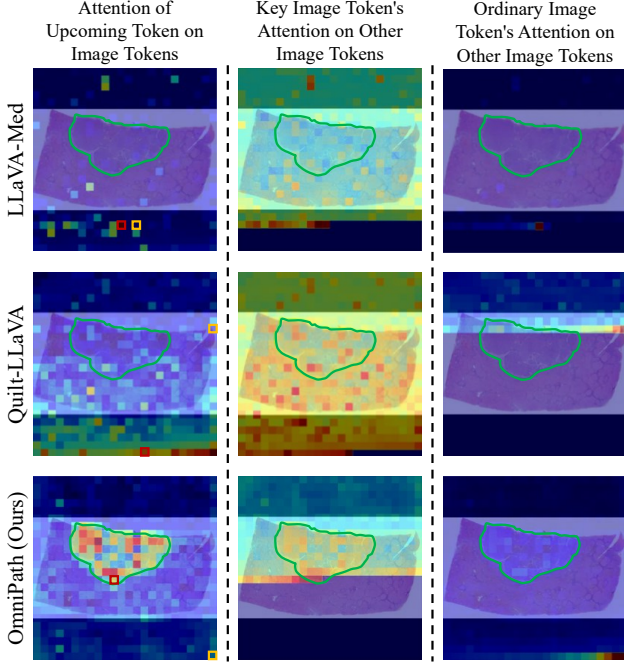 Attention of
Upcoming Token on
Image Tokens
Key Image Token's
Attention on Other
Image Tokens
Ordinary Image
Token's Attention on
Other Image Tokens
LLaVA-Med
Quilt-LLaVA
OmniPath (Ours)